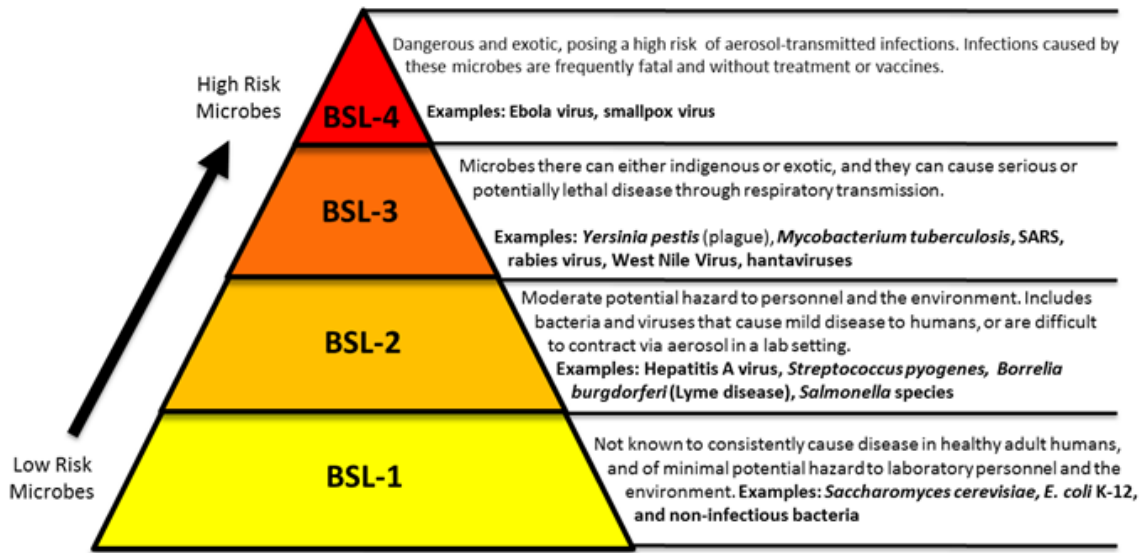 Dangerous and exotic, posing a high risk of aerosol-transmitted infections. Infections caused by
these microbes are frequently fatal and without treatment or vaccines.
High Risk
Microbes
BSL-4
Examples: Ebola virus, smallpox virus
Microbes there can either indigenous or exotic, and they can cause serious or
potentially lethal disease through respiratory transmission.
BSL-3
Examples: Yersinia pestis (plague), Mycobacterium tuberculosis, SARS,
rabies virus, West Nile Virus, hantaviruses
Moderate potential hazard to personnel and the environment. Includes
bacteria and viruses that cause mild disease to humans, or are difficult
to contract via aerosol in a lab setting.
BSL-2
Examples: Hepatitis A virus, Streptococcus pyogenes, Borrelia
burgdorferi (Lyme disease), Salmonella species
Not known to consistently cause disease in healthy adult humans,
and of minimal potential hazard to laboratory personnel and the
environment. Examples: Saccharomyces cerevisiae, E. coli K-12,
and non-infectious bacteria
BSL-1
Low Risk
Microbes